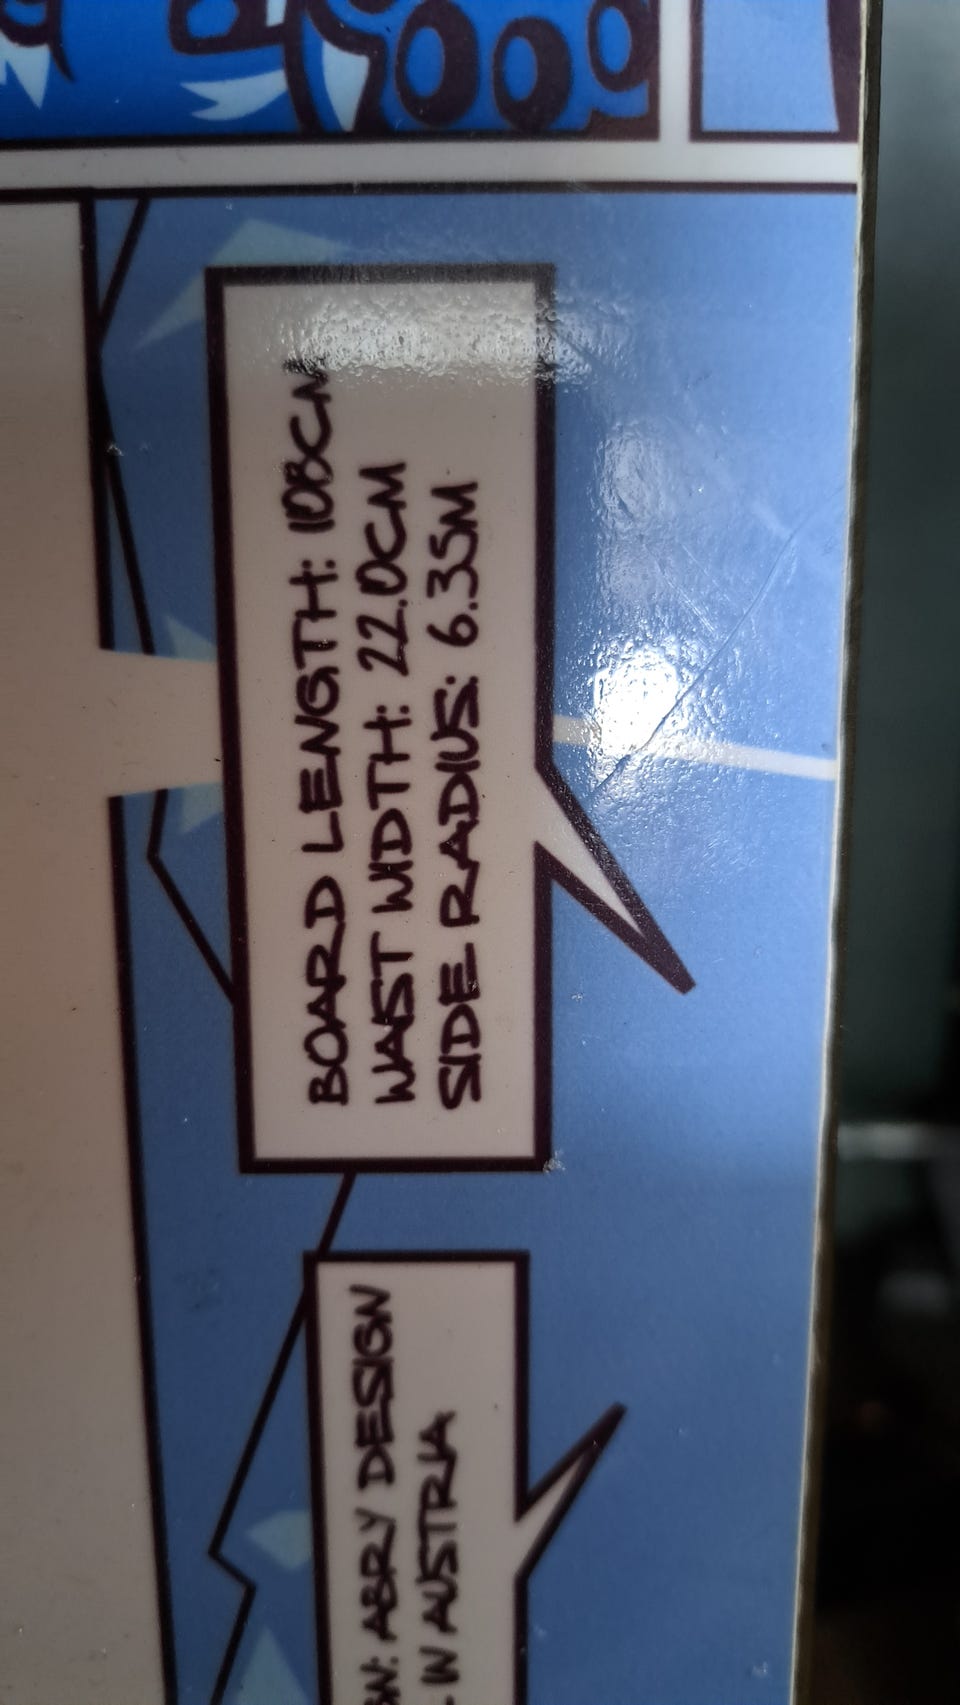 BOARD LENGTH: 108CM
WAIST WIDTH: 22.0CM
SIDE RADIUS: 6.35M
ABRY DESIGN
IN AUSTRIA